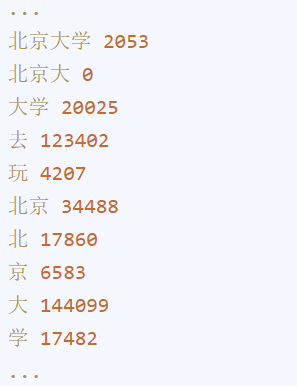 ...
北京大学 2053
北京大 0
大学 20025
去 123402
玩 4207
北京 34488
北 17860
京 6583
大 144099
学 17482
...